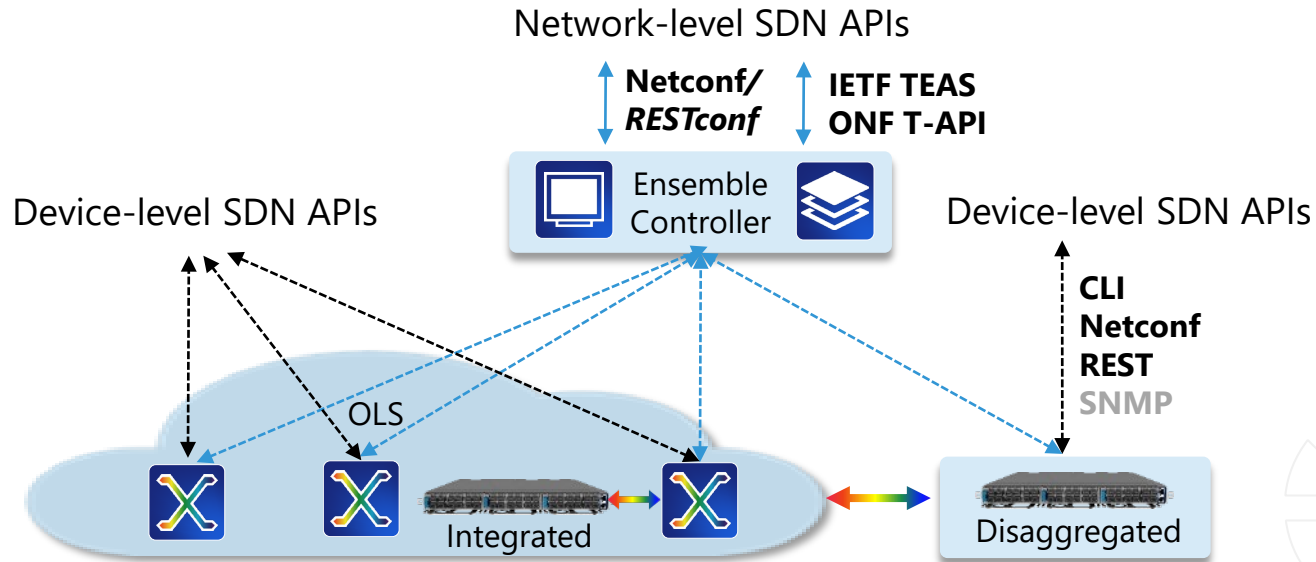 Network-level SDN APIs
Netconf/
RESTconf
IETF TEAS
ONF T-API
Ensemble
Controller
Device-level SDN APIs
Device-level SDN APIs
CLI
Netconf
REST
SNMP
OLS
Integrated
Disaggregated